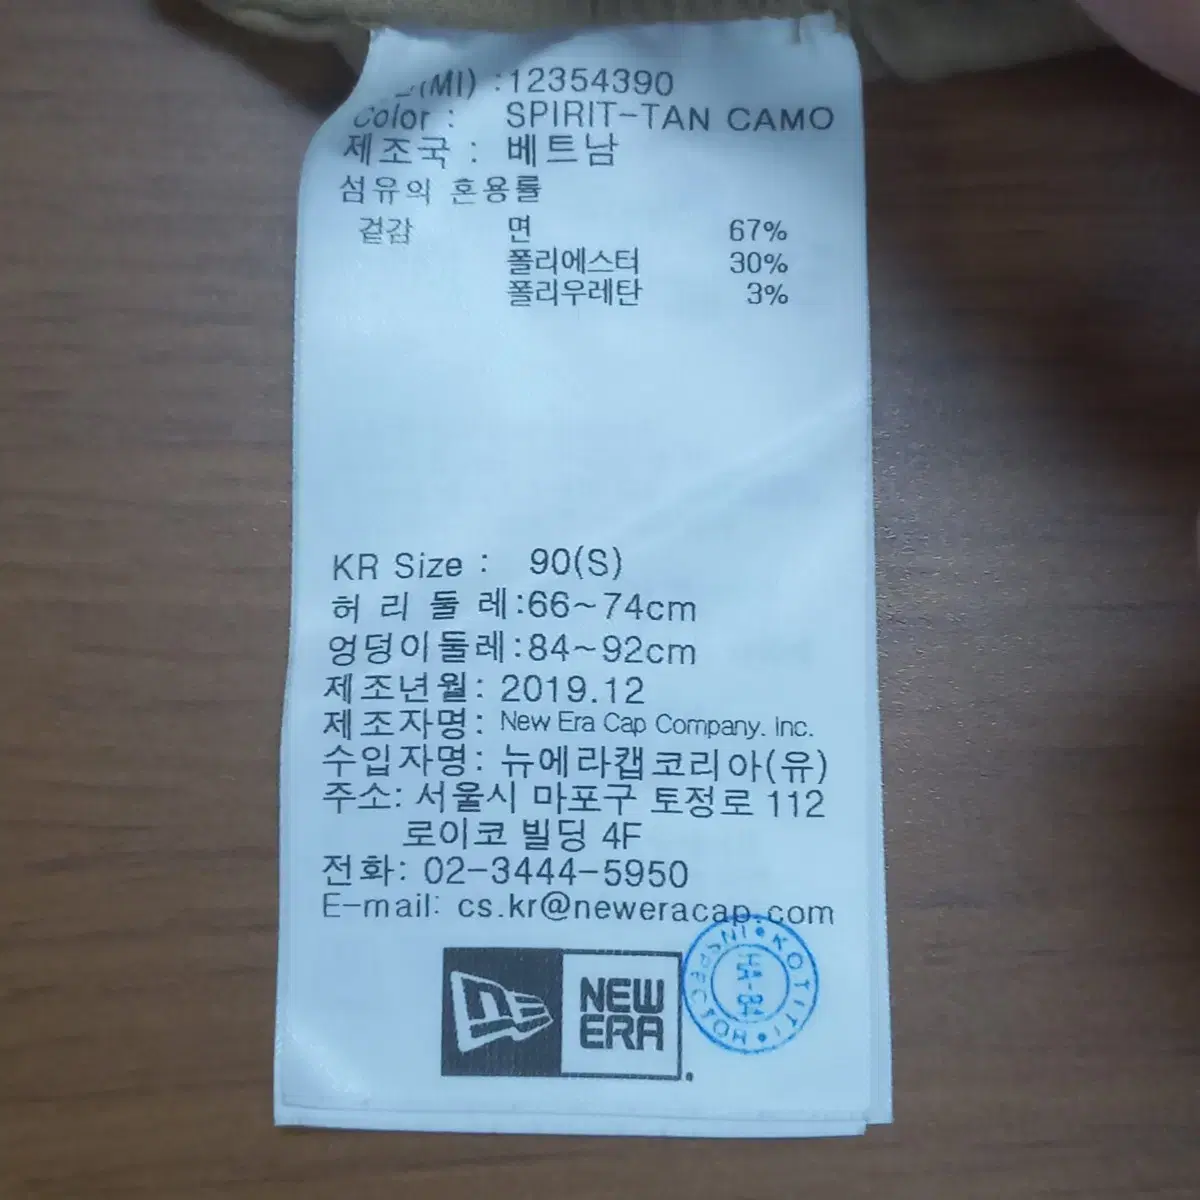 (MI) :12354390
Color : SPIRIT-TAN CAMO
제조국 : 베트남
섬유의 혼용률
겉감 면 67%
폴리에스터 30%
폴리우레탄 3%
KR Size : 90(S)
허 리 둘 레:66~74cm
엉덩이둘레:84~92cm
제조년월: 2019.12
제조자명: New Era Cap Company. Inc.
수입자명: 뉴에라캡코리아(유)
주소: 서울시 마포구 토정로 112
로이코 빌딩 4F
전화: 02-3444-5950
E-mail: cs.kr@neweracap.com
NEW
ERA
KOTITI INSPECTOR
HA-84